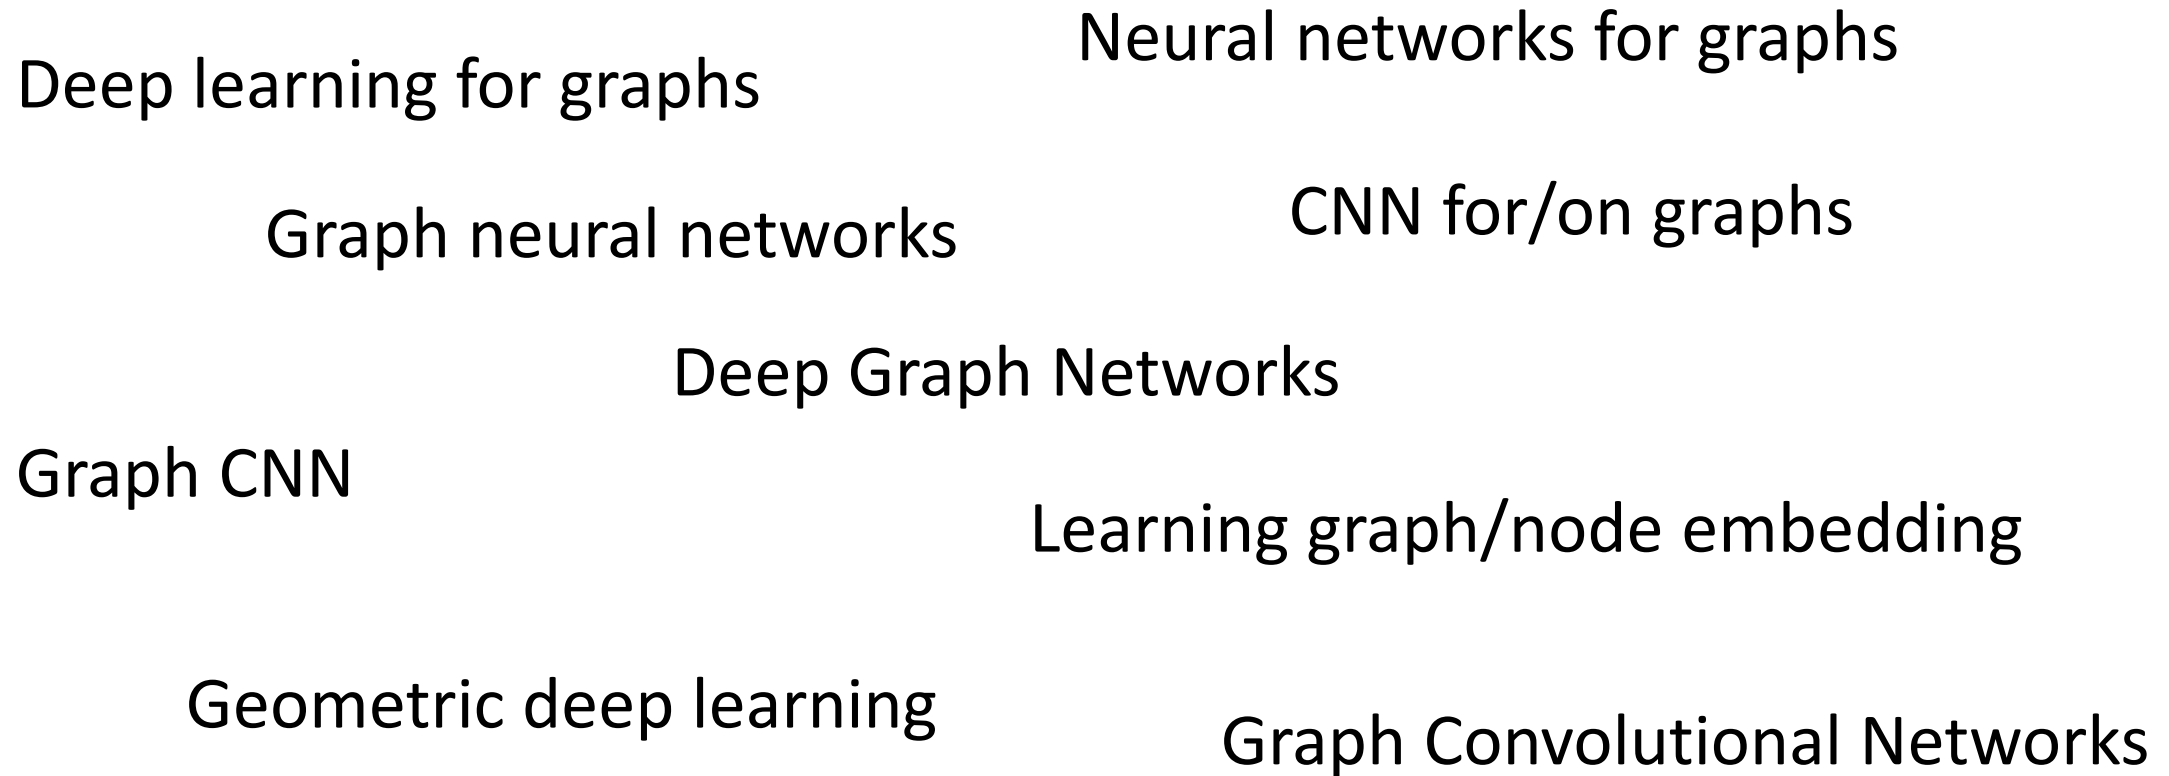 Neural networks for graphs
Deep learning for graphs
CNN for/on graphs
Graph neural networks
Deep Graph Networks
Graph CNN
Learning graph/node embedding
Geometric deep learning
Graph Convolutional Networks